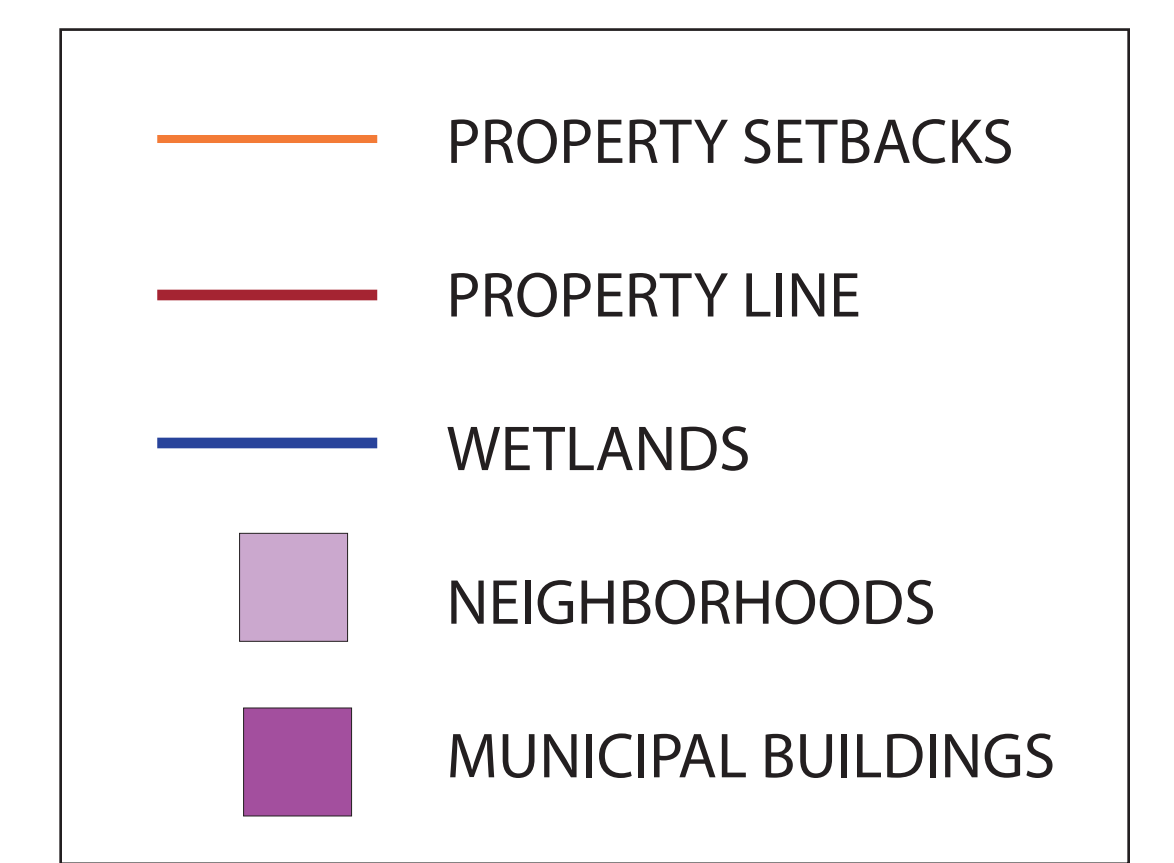 PROPERTY SETBACKS
PROPERTY LINE
WETLANDS
NEIGHBORHOODS
MUNICIPAL BUILDINGS